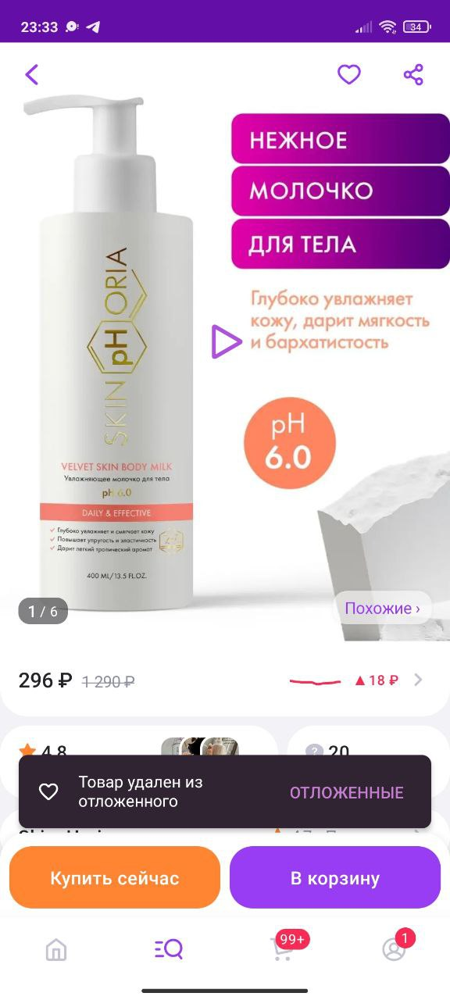 23:33
34
НЕЖНОЕ
МОЛОЧКО
ДЛЯ ТЕЛА
Глубоко увлажняет
кожу, дарит мягкость
и бархатистость
pH
6.0
SKIN pH ORIA
VELVET SKIN BODY MILK
Увлажняющее молочко для тела
pH 6.0
DAILY & EFFECTIVE
Глубоко увлажняет и смягчает кожу
Повышает упругость и эластичность
Дарит легкий тропический аромат
400 ML/13.5 FL.OZ.
1 / 6
Похожие ›
296 ₽ 1 290 ₽ ▲18 ₽
4,8
? 20
Товар удален из
отложенного
ОТЛОЖЕННЫЕ
Купить сейчас
В корзину
99+
1